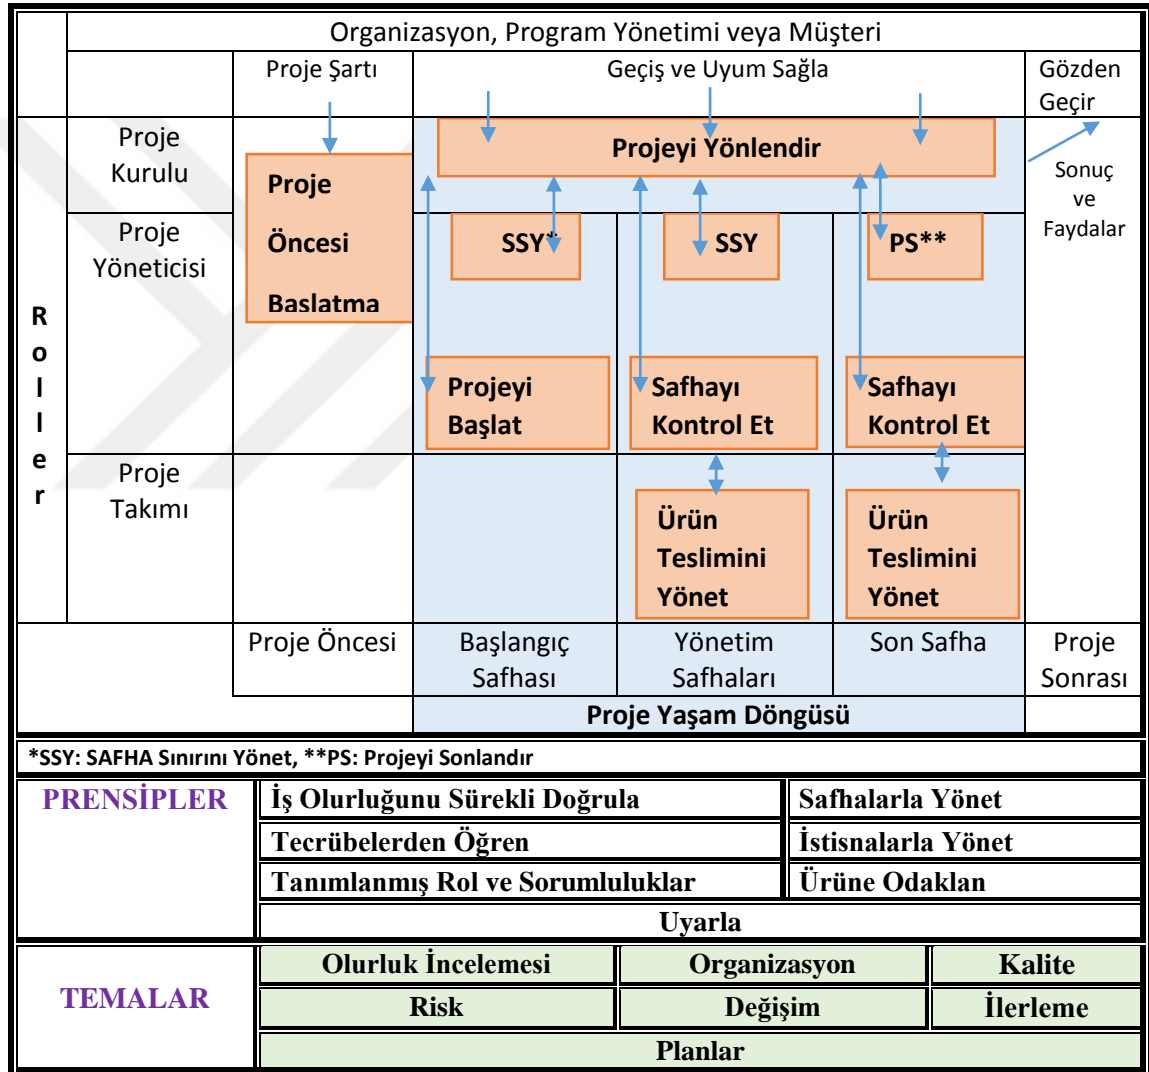 Organizasyon, Program Yönetimi veya Müşteri
Proje Şartı
Geçiş ve Uyum Sağla
Gözden
Geçir
Roller
Proje
Kurulu
Projeyi Yönlendir
Sonuç
ve
Faydalar
Proje
Öncesi
Baslatma
Proje
Yöneticisi
SSY*
SSY
PS**
Projeyi
Başlat
Safhayı
Kontrol Et
Safhayı
Kontrol Et
Proje
Takımı
Ürün
Teslimini
Yönet
Ürün
Teslimini
Yönet
Proje Öncesi
Başlangıç
Safhası
Yönetim
Safhaları
Son Safha
Proje
Sonrası
Proje Yaşam Döngüsü
*SSY: SAFHA Sınırını Yönet, **PS: Projeyi Sonlandır
PRENSİPLER
İş Olurluğunu Sürekli Doğrula
Safhalarla Yönet
Tecrübelerden Öğren
İstisnalarla Yönet
Tanımlanmış Rol ve Sorumluluklar
Ürüne Odaklan
Uyarla
TEMALAR
Olurluk İncelemesi
Organizasyon
Kalite
Risk
Değişim
İlerleme
Planlar